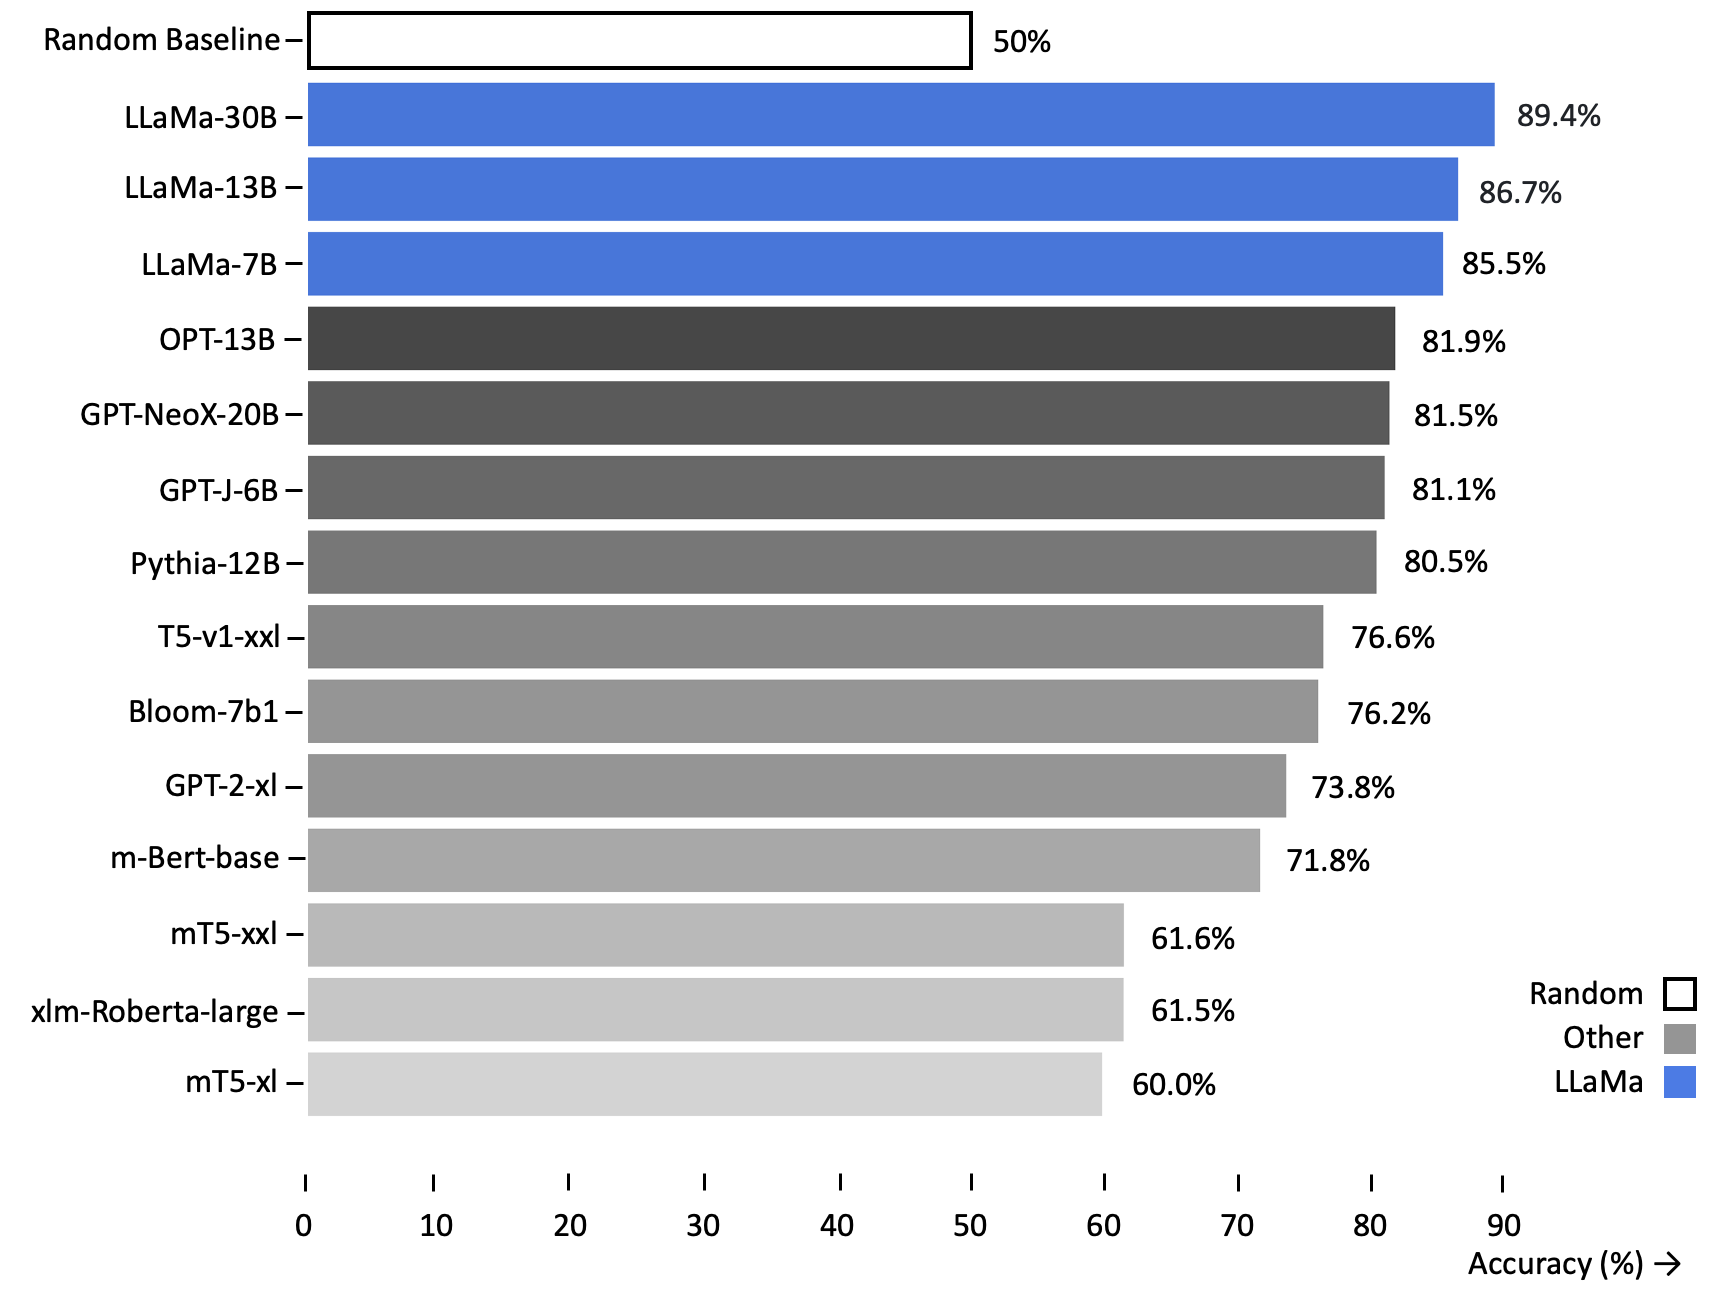 Random Baseline 50%
LLaMa-30B 89.4%
LLaMa-13B 86.7%
LLaMa-7B 85.5%
OPT-13B 81.9%
GPT-NeoX-20B 81.5%
GPT-J-6B 81.1%
Pythia-12B 80.5%
T5-v1-xxl 76.6%
Bloom-7b1 76.2%
GPT-2-xl 73.8%
m-Bert-base 71.8%
mT5-xxl 61.6%
xlm-Roberta-large 61.5%
mT5-xl 60.0%
Random
Other
LLaMa
0 10 20 30 40 50 60 70 80 90
Accuracy (%) →